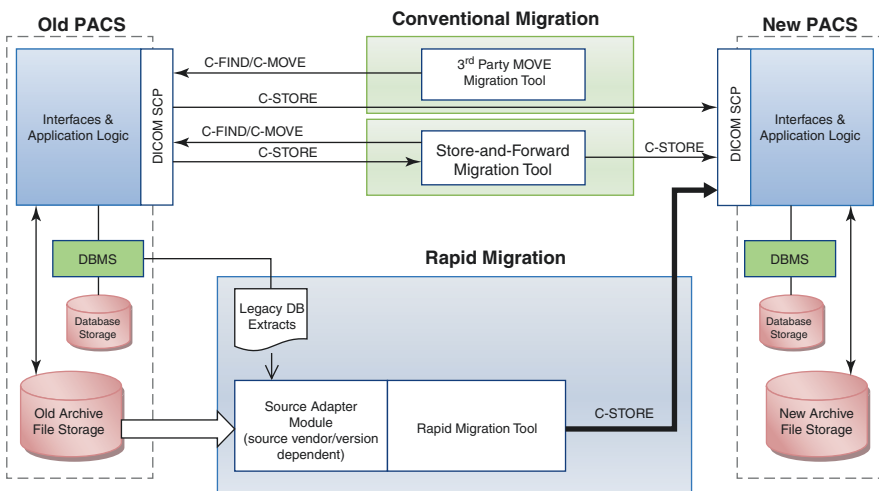 Old PACS
Conventional Migration
New PACS
Interfaces &
Application Logic
DICOM SCP
C-FIND/C-MOVE
3rd Party MOVE
Migration Tool
C-STORE
C-FIND/C-MOVE
C-STORE
Store-and-Forward
Migration Tool
C-STORE
DICOM SCP
Interfaces &
Application Logic
DBMS
Database
Storage
Old Archive
File Storage
Rapid Migration
Legacy DB
Extracts
Source Adapter
Module
(source vendor/version
dependent)
Rapid Migration Tool
C-STORE
DBMS
Database
Storage
New Archive
File Storage